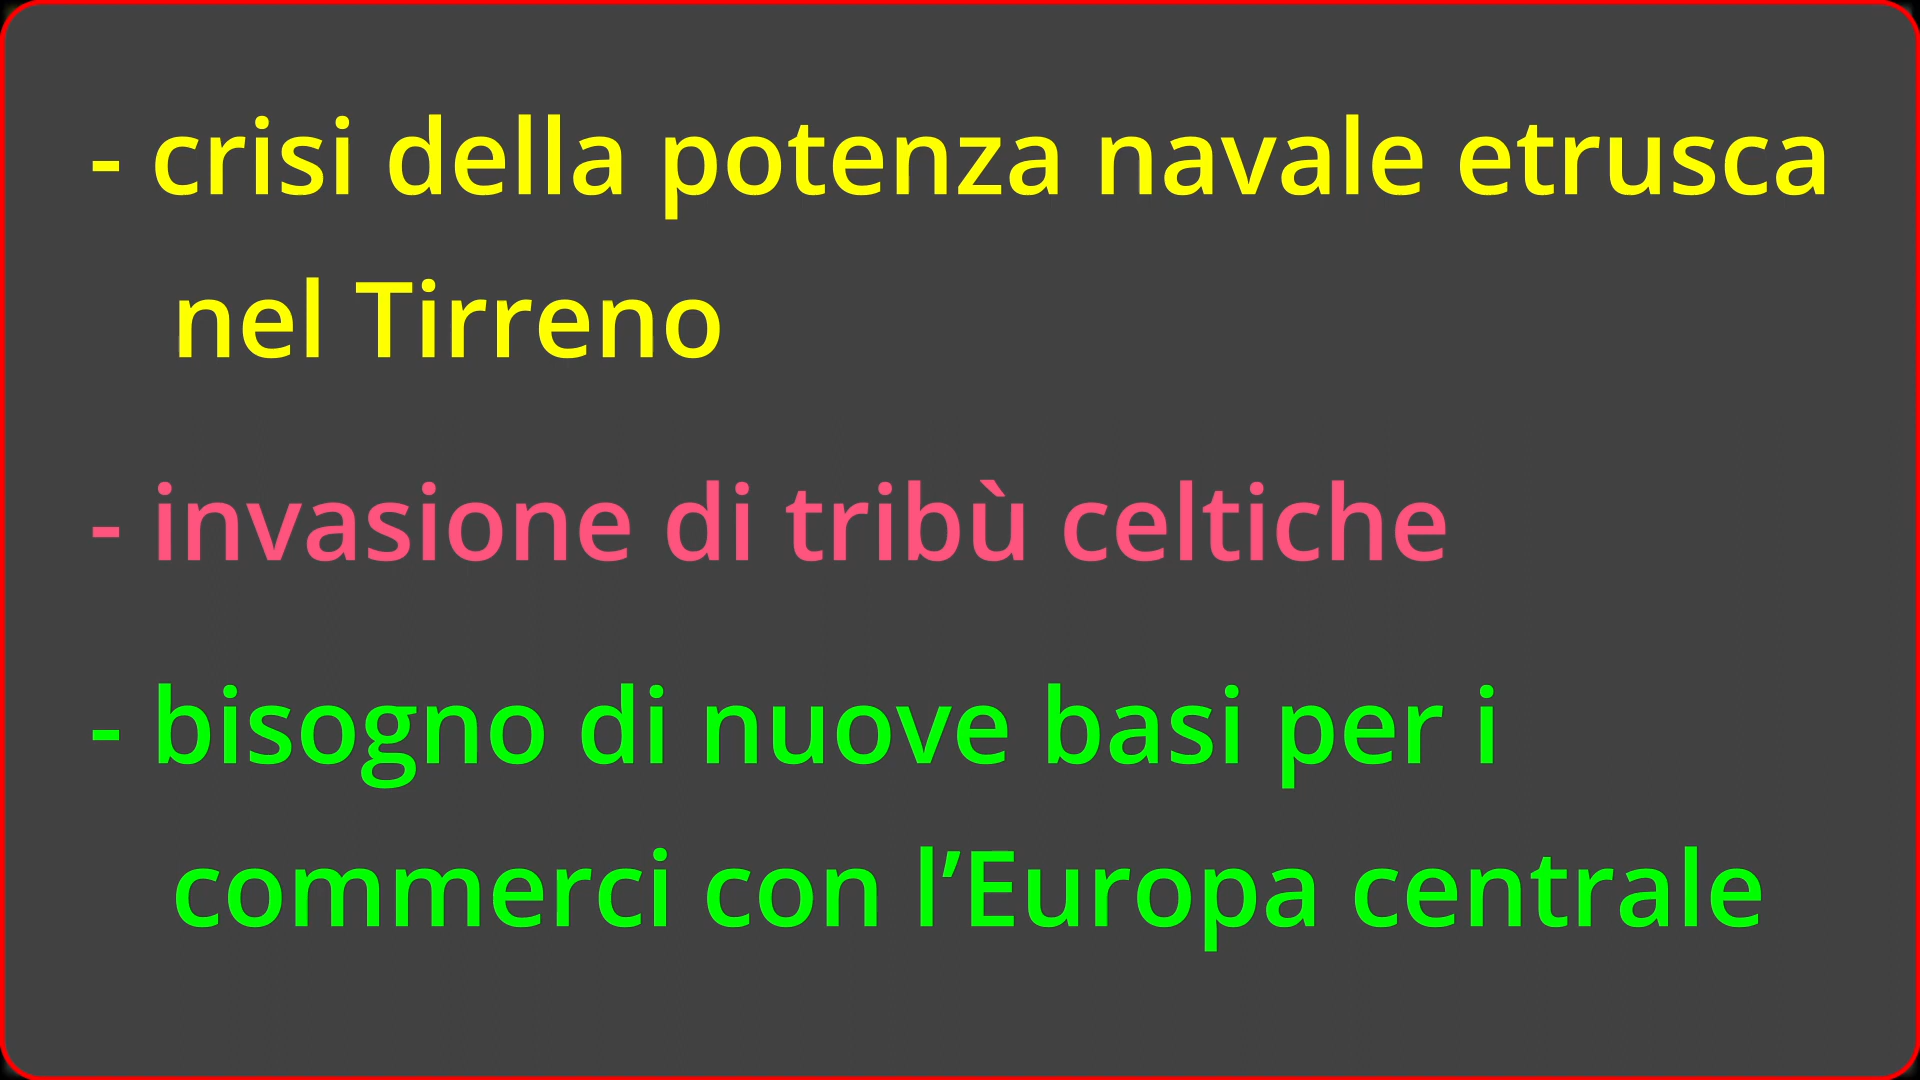 - crisi della potenza navale etrusca
nel Tirreno
- invasione di tribù celtiche
- bisogno di nuove basi per i
commerci con l’Europa centrale